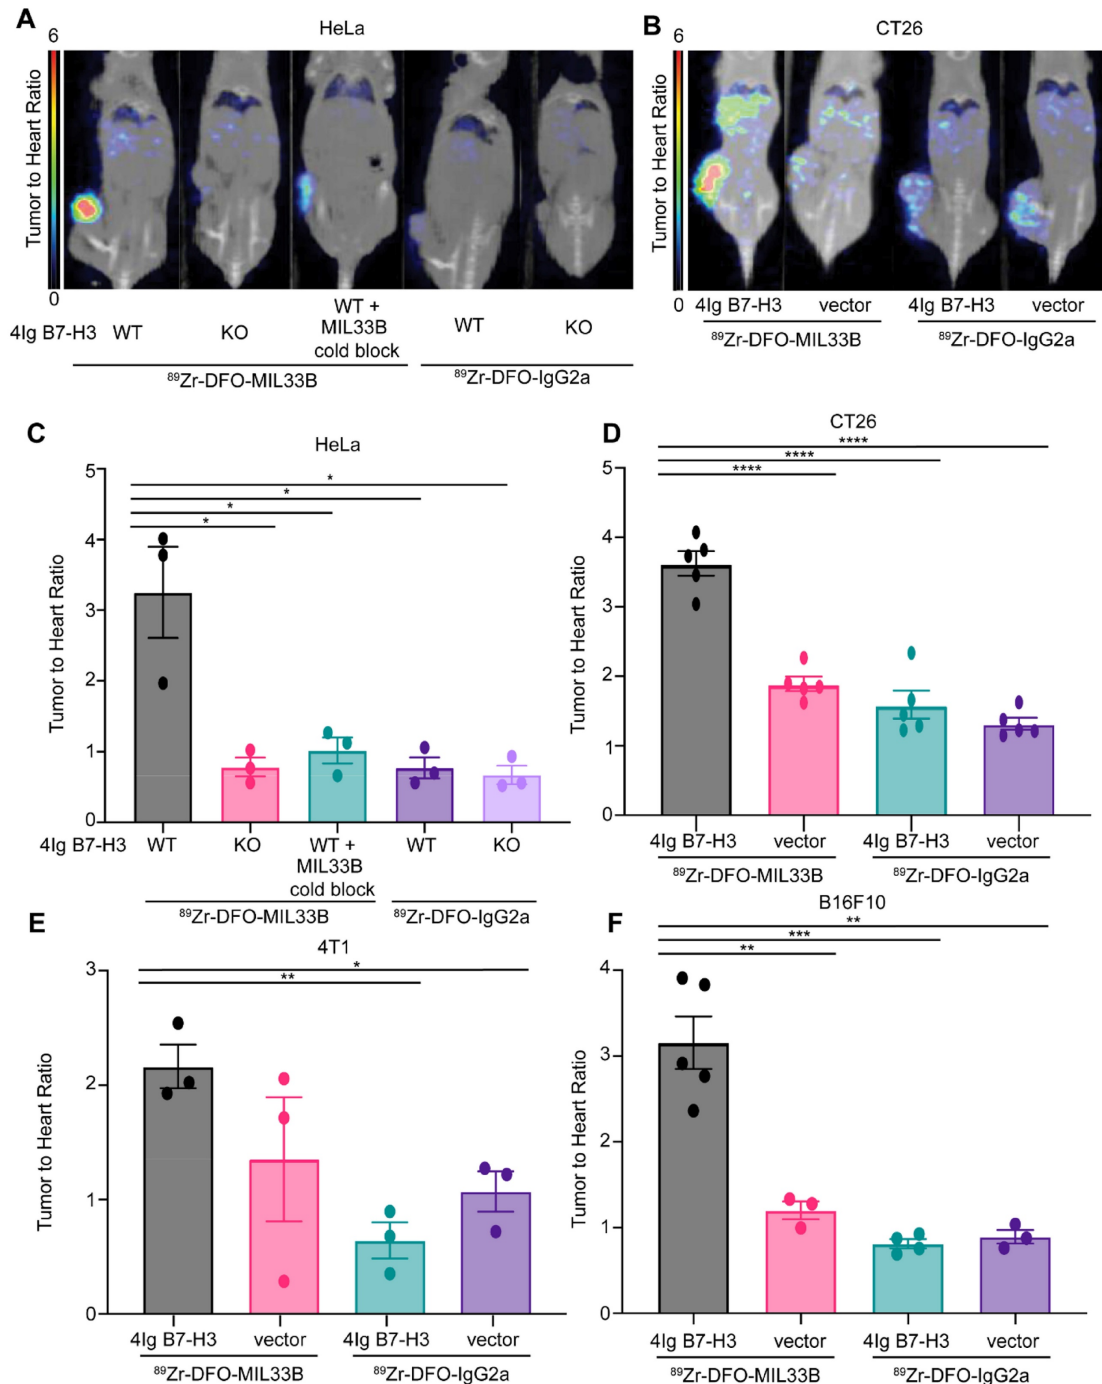 A
HeLa
6
Tumor to Heart Ratio
0
4Ig B7-H3
WT
KO
WT +
MIL33B
cold block
WT
KO
⁸⁹Zr-DFO-MIL33B
⁸⁹Zr-DFO-IgG2a
B
CT26
6
Tumor to Heart Ratio
0
4Ig B7-H3
vector
4Ig B7-H3
vector
⁸⁹Zr-DFO-MIL33B
⁸⁹Zr-DFO-IgG2a
C
HeLa
*
*
*
*
Tumor to Heart Ratio
5
4
3
2
1
0
4Ig B7-H3
WT
KO
WT +
MIL33B
cold block
WT
KO
⁸⁹Zr-DFO-MIL33B
⁸⁹Zr-DFO-IgG2a
D
CT26
****
****
****
Tumor to Heart Ratio
5
4
3
2
1
0
4Ig B7-H3
vector
4Ig B7-H3
vector
⁸⁹Zr-DFO-MIL33B
⁸⁹Zr-DFO-IgG2a
E
4T1
*
**
Tumor to Heart Ratio
3
2
1
0
4Ig B7-H3
vector
4Ig B7-H3
vector
⁸⁹Zr-DFO-MIL33B
⁸⁹Zr-DFO-IgG2a
F
B16F10
**
***
**
Tumor to Heart Ratio
4
3
2
1
0
4Ig B7-H3
vector
4Ig B7-H3
vector
⁸⁹Zr-DFO-MIL33B
⁸⁹Zr-DFO-IgG2a